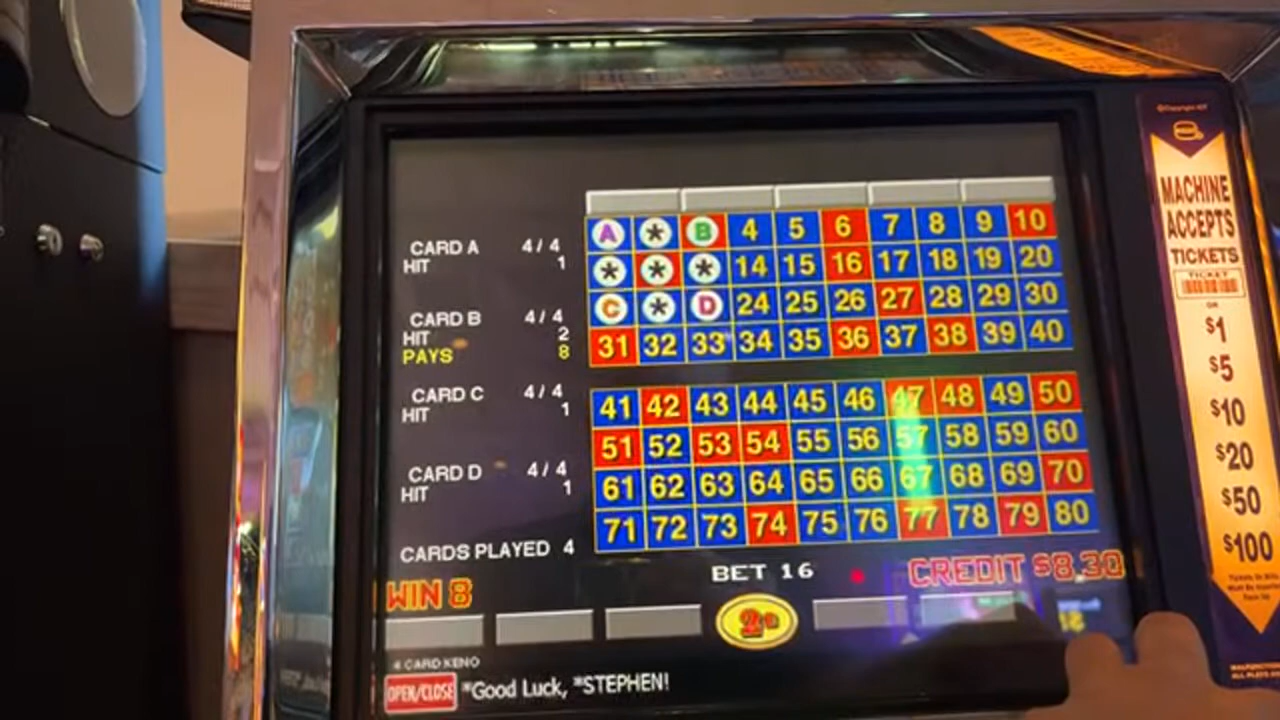 CARD A 4/4
HIT 1
CARD B 4/4
HIT 2
PAYS 8
CARD C 4/4
HIT 1
CARD D 4/4
HIT 1
CARDS PLAYED 4
A * B 4 5 6 7 8 9 10
* * * 14 15 16 17 18 19 20
C * D 24 25 26 27 28 29 30
31 32 33 34 35 36 37 38 39 40
41 42 43 44 45 46 47 48 49 50
51 52 53 54 55 56 57 58 59 60
61 62 63 64 65 66 67 68 69 70
71 72 73 74 75 76 77 78 79 80
WIN 8
BET 16
CREDIT $8.30
4 CARD KENO
OPEN/CLOSE *Good Luck, *STEPHEN!
MACHINE
ACCEPTS
TICKETS
TICKET
OR
$1
$5
$10
$20
$50
$100